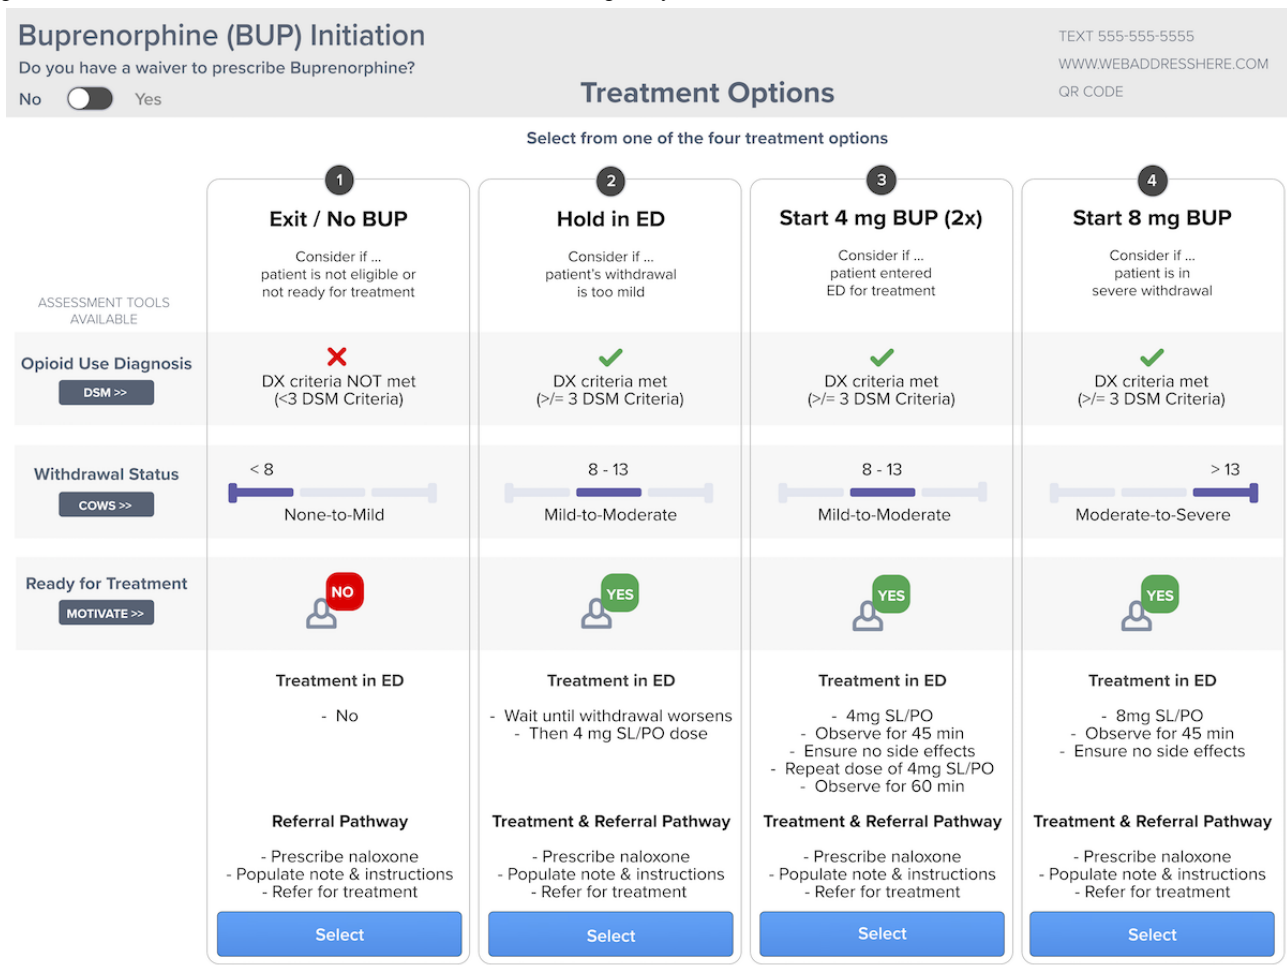 Buprenorphine (BUP) Initiation
Do you have a waiver to prescribe Buprenorphine?
No Yes
Treatment Options
TEXT 555-555-5555
WWW.WEBADDRESSHERE.COM
QR CODE
Select from one of the four treatment options
ASSESSMENT TOOLS
AVAILABLE
Opioid Use Diagnosis
DSM >>
Withdrawal Status
COWS >>
Ready for Treatment
MOTIVATE >>
1
Exit / No BUP
Consider if ...
patient is not eligible or
not ready for treatment
DX criteria NOT met
(<3 DSM Criteria)
< 8
None-to-Mild
NO
Treatment in ED
- No
Referral Pathway
- Prescribe naloxone
- Populate note & instructions
- Refer for treatment
Select
2
Hold in ED
Consider if ...
patient's withdrawal
is too mild
DX criteria met
(>/= 3 DSM Criteria)
8 - 13
Mild-to-Moderate
YES
Treatment in ED
- Wait until withdrawal worsens
- Then 4 mg SL/PO dose
Treatment & Referral Pathway
- Prescribe naloxone
- Populate note & instructions
- Refer for treatment
Select
3
Start 4 mg BUP (2x)
Consider if ...
patient entered
ED for treatment
DX criteria met
(>/= 3 DSM Criteria)
8 - 13
Mild-to-Moderate
YES
Treatment in ED
- 4mg SL/PO
- Observe for 45 min
- Ensure no side effects
- Repeat dose of 4mg SL/PO
- Observe for 60 min
Treatment & Referral Pathway
- Prescribe naloxone
- Populate note & instructions
- Refer for treatment
Select
4
Start 8 mg BUP
Consider if ...
patient is in
severe withdrawal
DX criteria met
(>/= 3 DSM Criteria)
> 13
Moderate-to-Severe
YES
Treatment in ED
- 8mg SL/PO
- Observe for 45 min
- Ensure no side effects
Treatment & Referral Pathway
- Prescribe naloxone
- Populate note & instructions
- Refer for treatment
Select